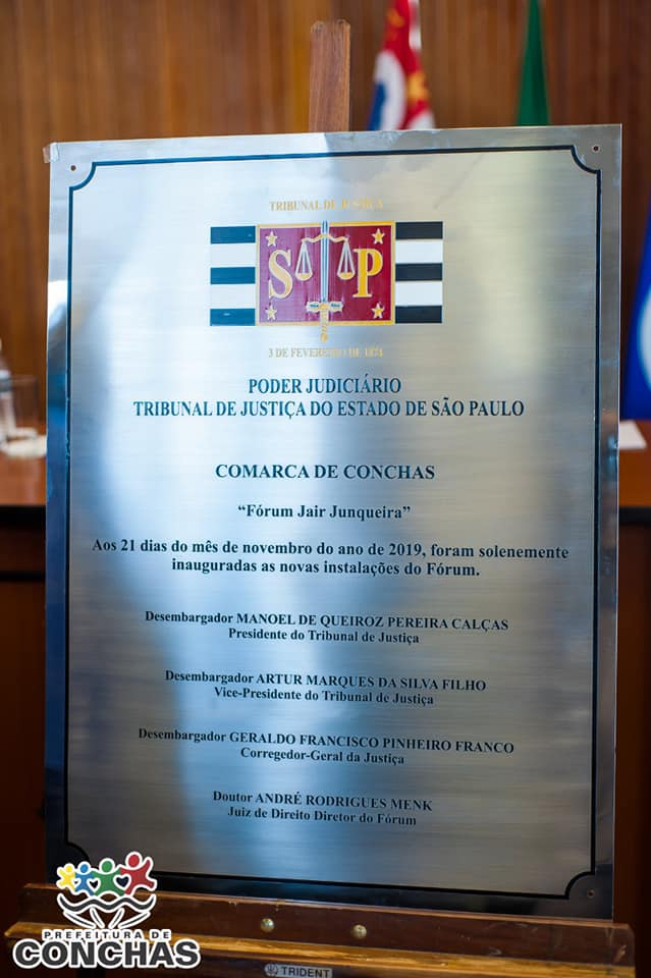 TRIBUNAL DE JUSTIÇA
S P
3 DE FEVEREIRO DE 1874
PODER JUDICIÁRIO
TRIBUNAL DE JUSTIÇA DO ESTADO DE SÃO PAULO
COMARCA DE CONCHAS
“Fórum Jair Junqueira”
Aos 21 dias do mês de novembro do ano de 2019, foram solenemente
inauguradas as novas instalações do Fórum.
Desembargador MANOEL DE QUEIROZ PEREIRA CALÇAS
Presidente do Tribunal de Justiça
Desembargador ARTUR MARQUES DA SILVA FILHO
Vice-Presidente do Tribunal de Justiça
Desembargador GERALDO FRANCISCO PINHEIRO FRANCO
Corregedor-Geral da Justiça
Doutor ANDRÉ RODRIGUES MENK
Juiz de Direito Diretor do Fórum
PREFEITURA DE
CONCHAS
TRIDENT